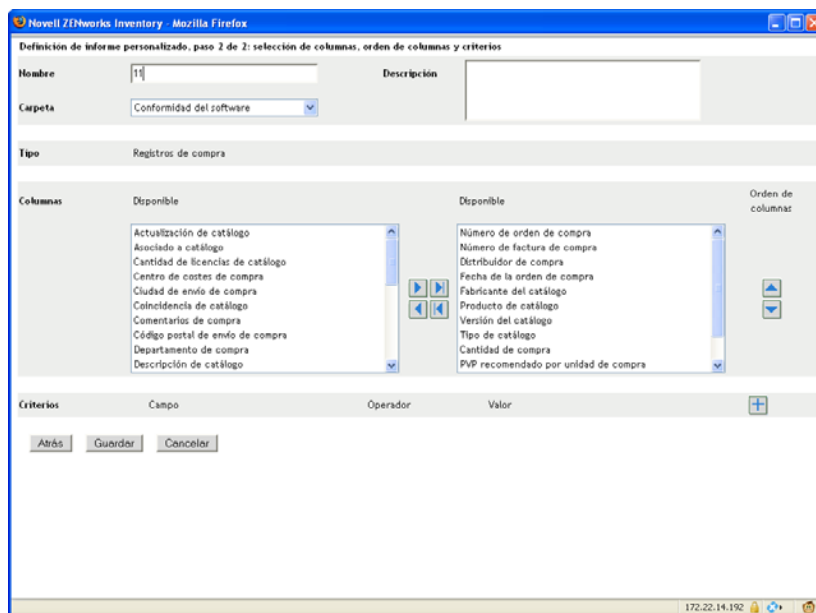 Novell ZENworks Inventory - Mozilla Firefox
Definición de informe personalizado, paso 2 de 2: selección de columnas, orden de columnas y criterios
Nombre 11 Descripción
Carpeta Conformidad del software
Tipo Registros de compra
Columnas Disponible Disponible Orden de columnas
Actualización de catálogo
Asociado a catálogo
Cantidad de licencias de catálogo
Centro de costes de compra
Ciudad de envío de compra
Coincidencia de catálogo
Comentarios de compra
Código postal de envío de compra
Departamento de compra
Descripción de catálogo
Número de orden de compra
Número de factura de compra
Distribuidor de compra
Fecha de la orden de compra
Fabricante del catálogo
Producto de catálogo
Versión del catálogo
Tipo de catálogo
Cantidad de compra
PVP recomendado por unidad de compra
Criterios Campo Operador Valor
Atrás Guardar Cancelar
172.22.14.192